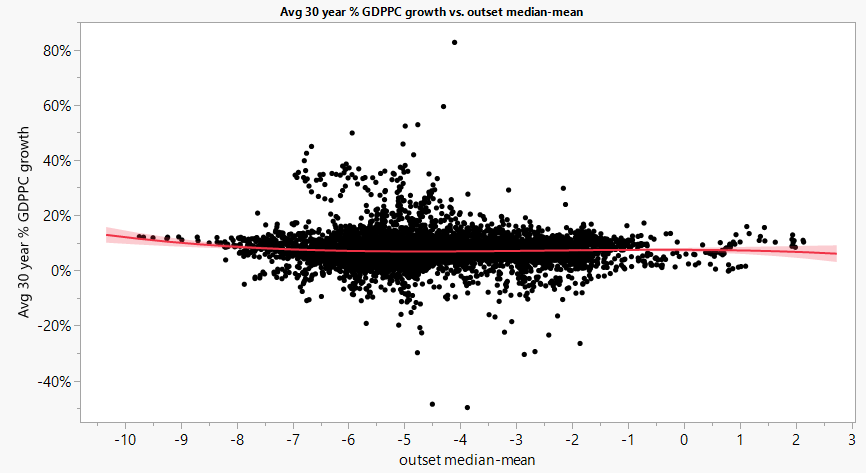 Avg 30 year % GDPPC growth vs. outset median-mean
Avg 30 year % GDPPC growth
80%
60%
40%
20%
0%
-20%
-40%
-10 -9 -8 -7 -6 -5 -4 -3 -2 -1 0 1 2 3
outset median-mean